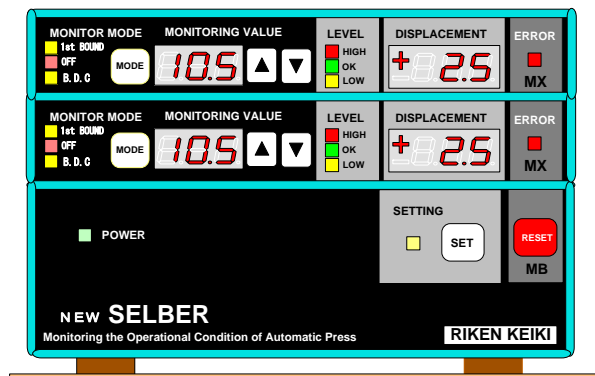 MONITOR MODE MONITORING VALUE LEVEL DISPLACEMENT ERROR
1st BOUND
OFF
B. D. C
MODE
10.5
HIGH
OK
LOW
+ 2.5
MX
MONITOR MODE MONITORING VALUE LEVEL DISPLACEMENT ERROR
1st BOUND
OFF
B. D. C
MODE
10.5
HIGH
OK
LOW
+ 2.5
MX
SETTING
POWER
SET
RESET
MB
NEW SELBER
Monitoring the Operational Condition of Automatic Press
RIKEN KEIKI